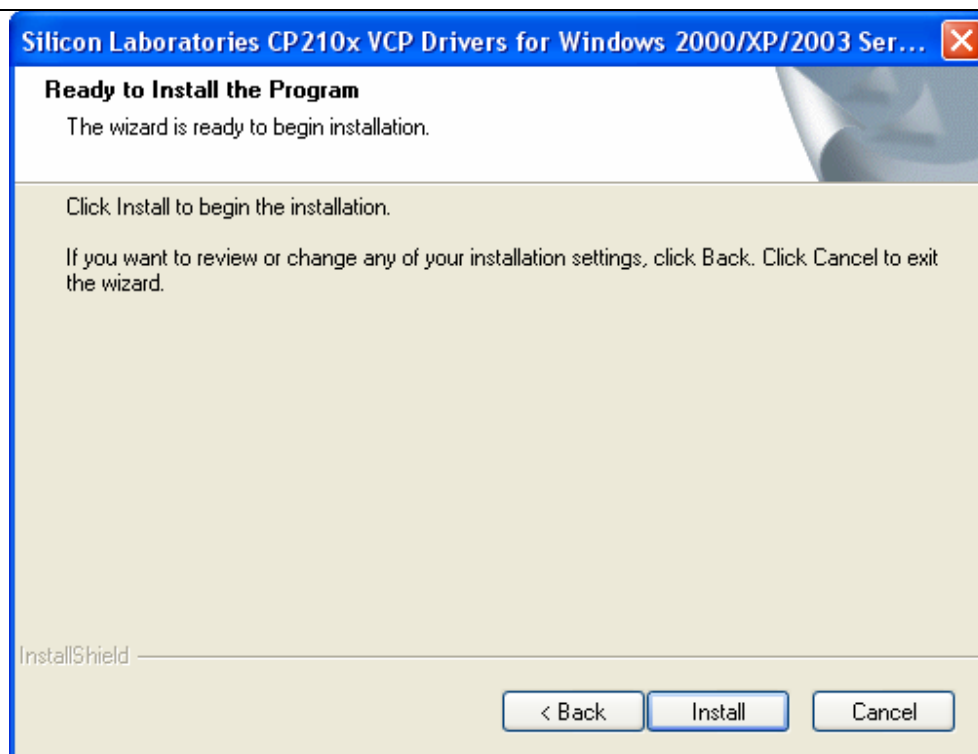 Silicon Laboratories CP210x VCP Drivers for Windows 2000/XP/2003 Ser...
Ready to Install the Program
The wizard is ready to begin installation.
Click Install to begin the installation.
If you want to review or change any of your installation settings, click Back. Click Cancel to exit
the wizard.
InstallShield
< Back Install Cancel